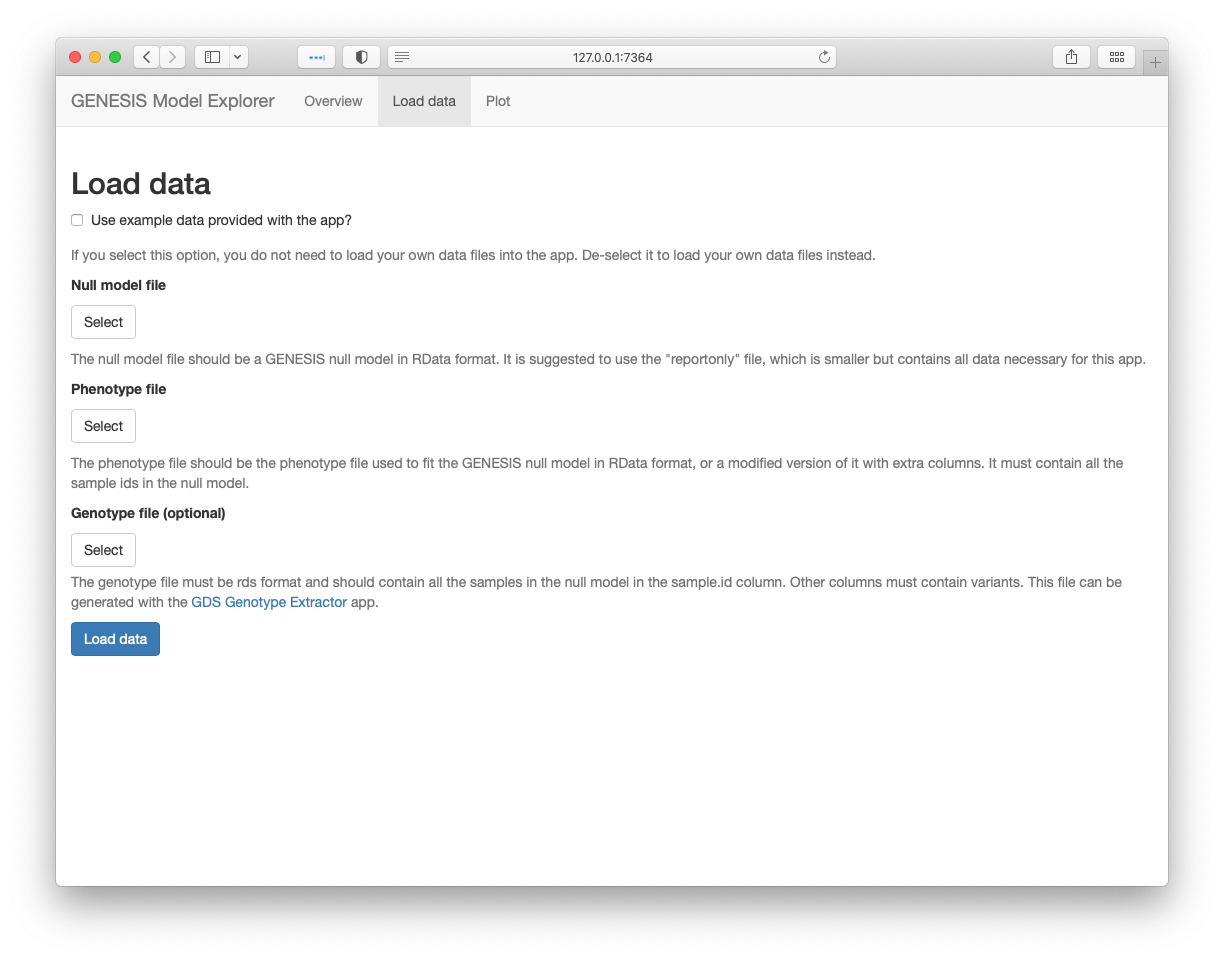 127.0.0.1:7364
GENESIS Model Explorer Overview Load data Plot
Load data
Use example data provided with the app?
If you select this option, you do not need to load your own data files into the app. De-select it to load your own data files instead.
Null model file
Select
The null model file should be a GENESIS null model in RData format. It is suggested to use the "reportonly" file, which is smaller but contains all data necessary for this app.
Phenotype file
Select
The phenotype file should be the phenotype file used to fit the GENESIS null model in RData format, or a modified version of it with extra columns. It must contain all the
sample ids in the null model.
Genotype file (optional)
Select
The genotype file must be rds format and should contain all the samples in the null model in the sample.id column. Other columns must contain variants. This file can be
generated with the GDS Genotype Extractor app.
Load data